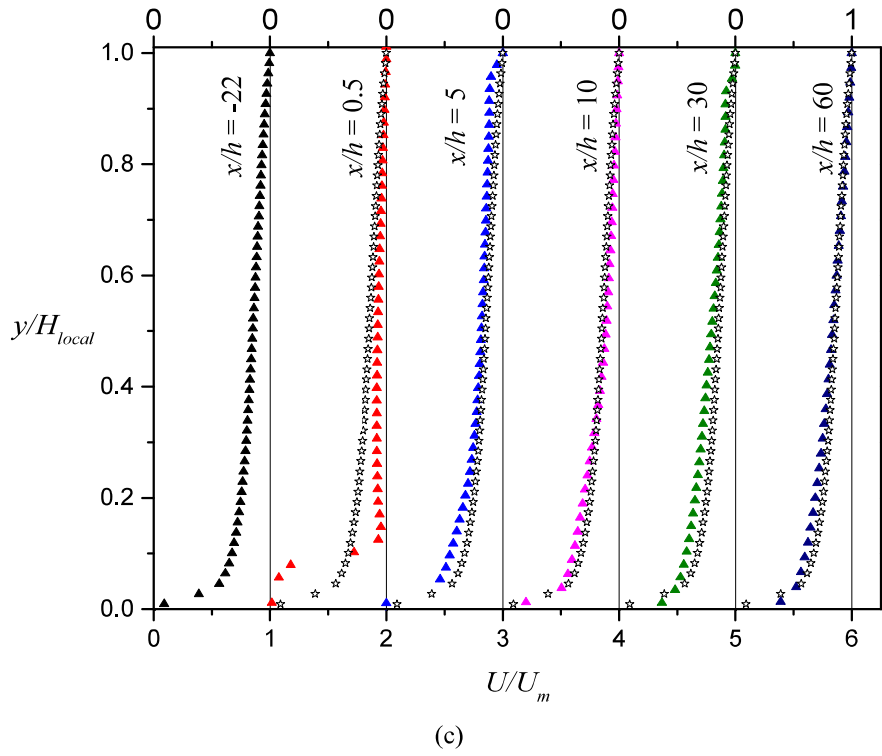 0 0 0 0 0 1
1.0
0.8
0.6
0.4
0.2
0.0
y/H_local
x/h = -22
x/h = 0.5
x/h = 5
x/h = 10
x/h = 30
x/h = 60
0 1 2 3 4 5 6
U/U_m
(c)